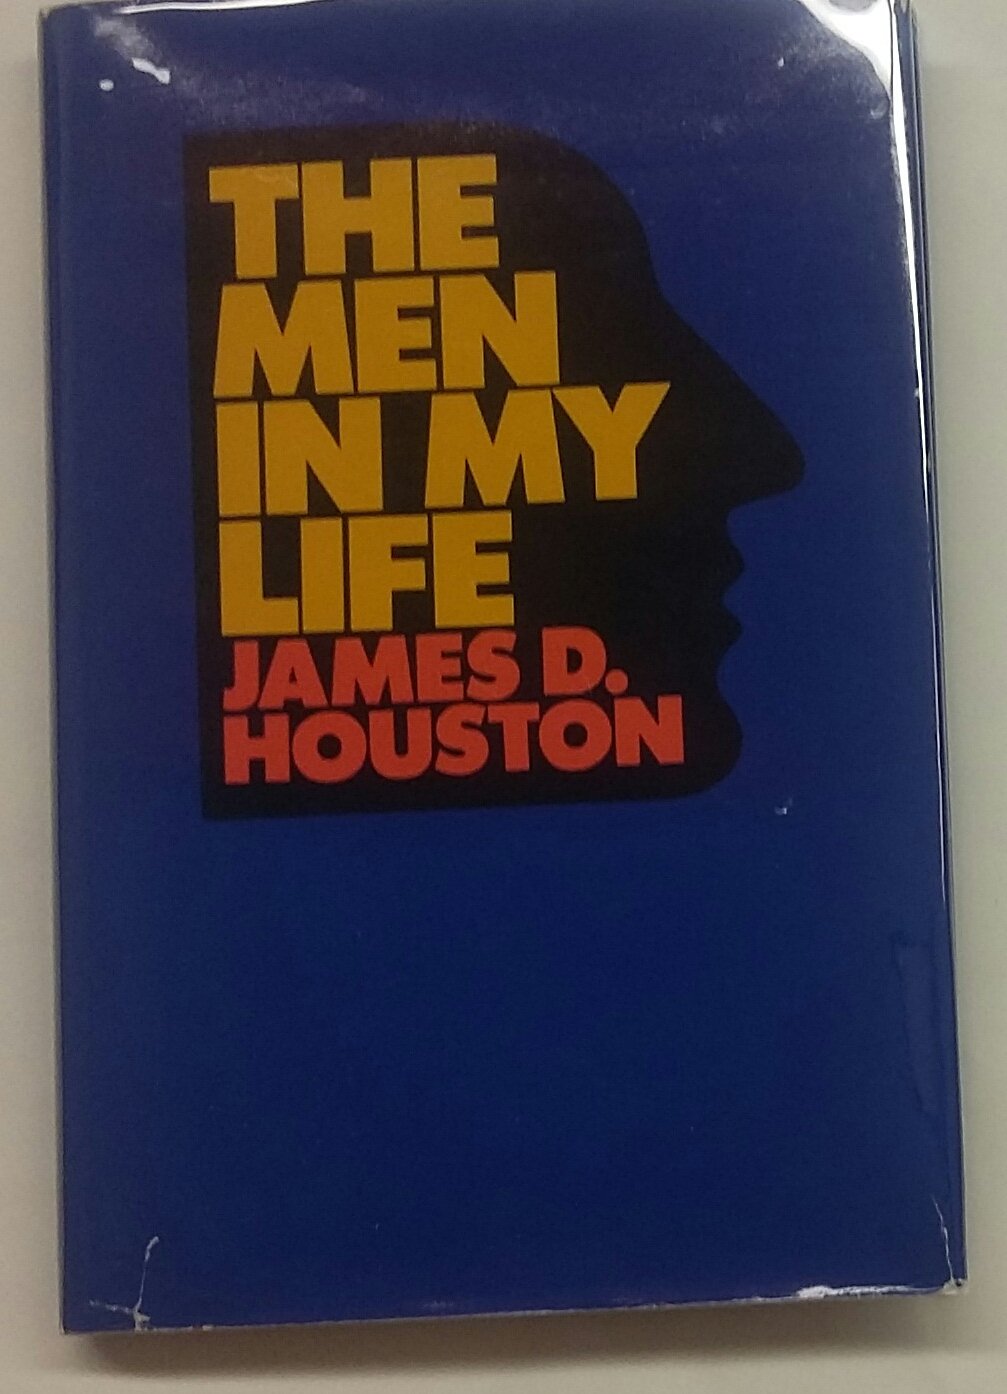 THE
MEN
IN MY
LIFE
JAMES D.
HOUSTON